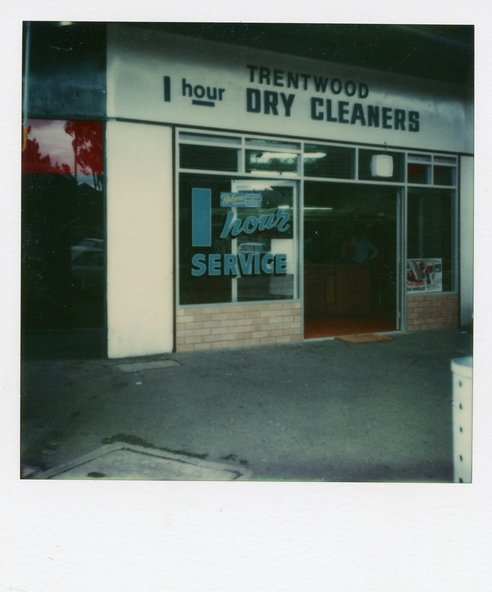 1 hour
TRENTWOOD
DRY CLEANERS
1 hour
SERVICE